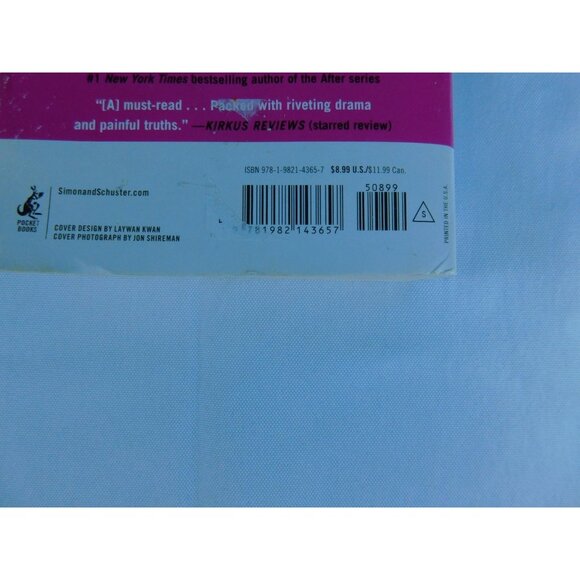 #1 New York Times bestselling author of the After series
“[A] must-read . . . Packed with riveting drama
and painful truths.” —KIRKUS REVIEWS (starred review)
ISBN 978-1-9821-4365-7 $8.99 U.S./$11.99 Can.
50899
S
PRINTED IN THE U.S.A.
781982 143657
SimonandSchuster.com
POCKET
BOOKS
COVER DESIGN BY LAYWAN KWAN
COVER PHOTOGRAPH BY JON SHIREMAN